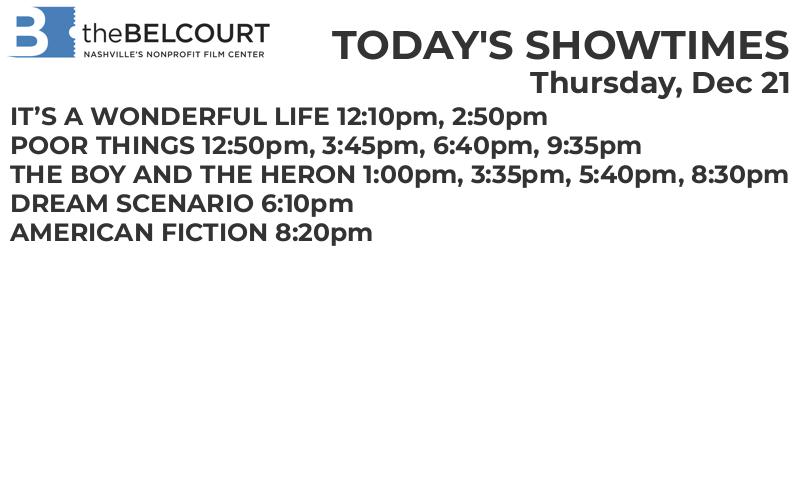 B theBELCOURT
NASHVILLE'S NONPROFIT FILM CENTER
TODAY'S SHOWTIMES
Thursday, Dec 21
IT’S A WONDERFUL LIFE 12:10pm, 2:50pm
POOR THINGS 12:50pm, 3:45pm, 6:40pm, 9:35pm
THE BOY AND THE HERON 1:00pm, 3:35pm, 5:40pm, 8:30pm
DREAM SCENARIO 6:10pm
AMERICAN FICTION 8:20pm